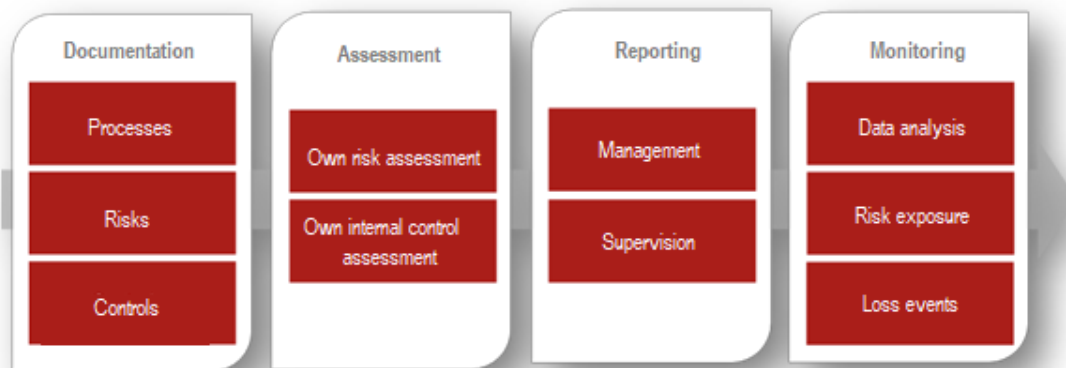 Documentation
Processes
Risks
Controls
Assessment
Own risk assessment
Own internal control
assessment
Reporting
Management
Supervision
Monitoring
Data analysis
Risk exposure
Loss events